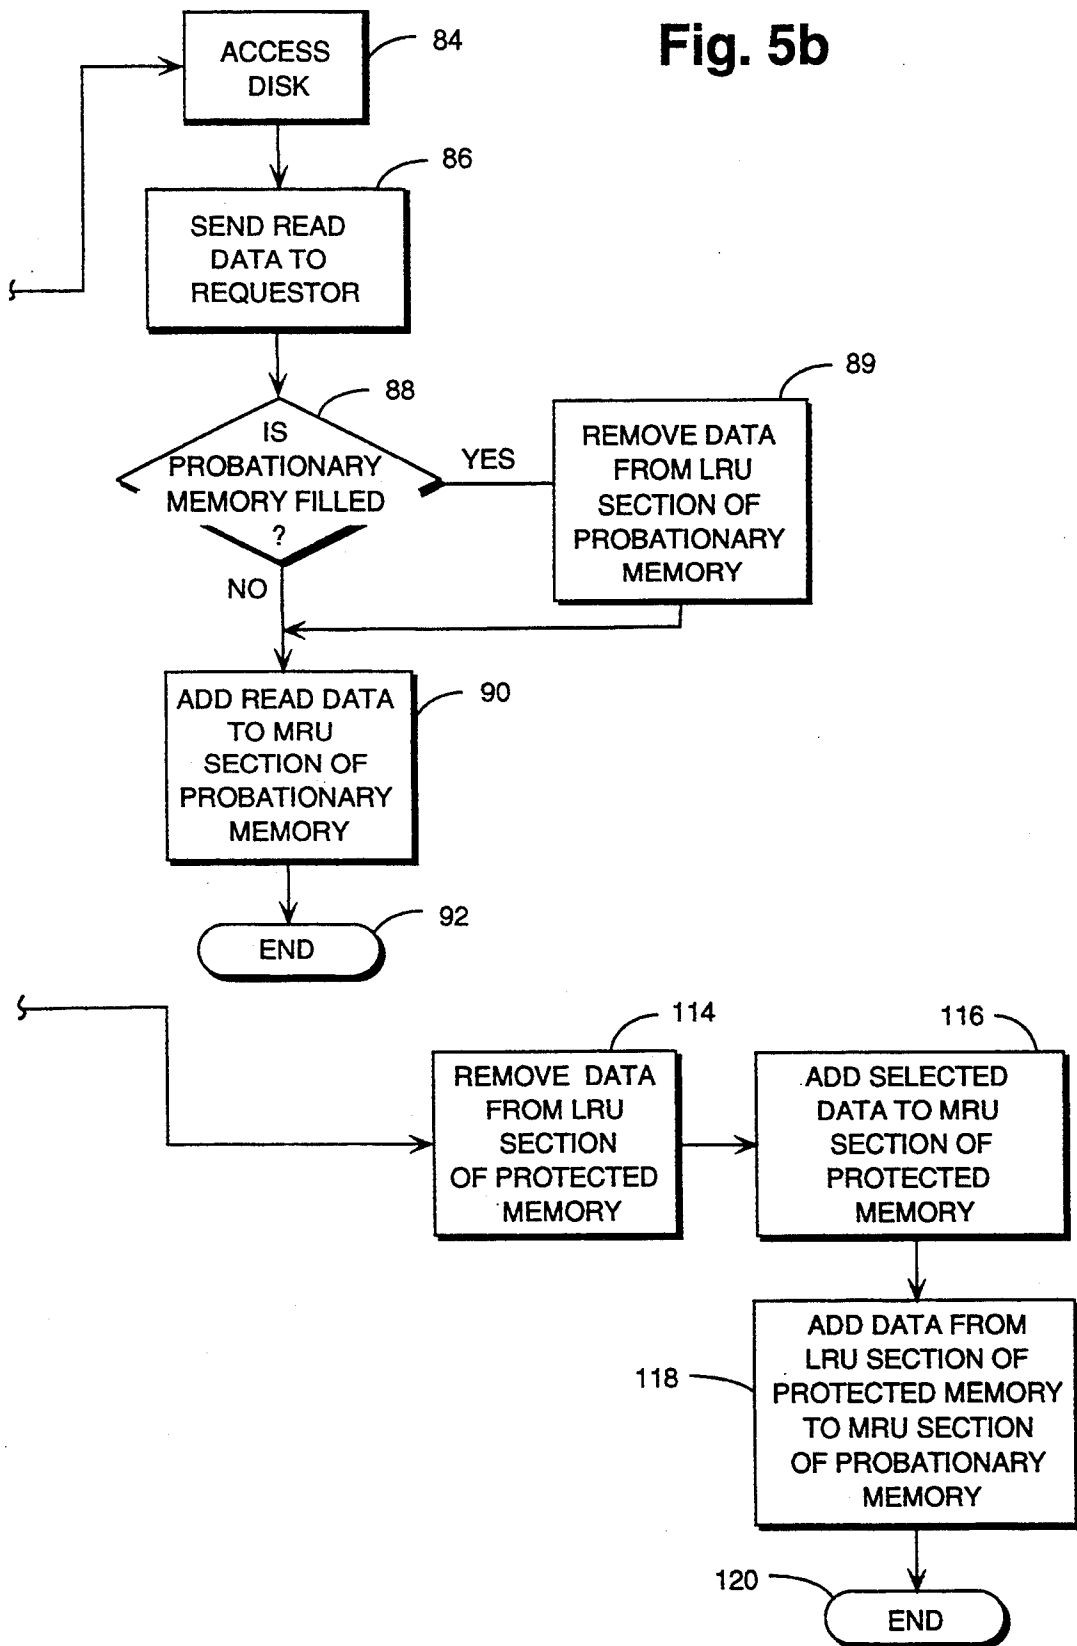 Fig. 5b
ACCESS
DISK
84
SEND READ
DATA TO
REQUESTOR
86
IS
PROBATIONARY
MEMORY FILLED
?
88
YES
NO
REMOVE DATA
FROM LRU
SECTION OF
PROBATIONARY
MEMORY
89
ADD READ DATA
TO MRU
SECTION OF
PROBATIONARY
MEMORY
90
END
92
REMOVE DATA
FROM LRU
SECTION
OF PROTECTED
MEMORY
114
ADD SELECTED
DATA TO MRU
SECTION OF
PROTECTED
MEMORY
116
ADD DATA FROM
LRU SECTION OF
PROTECTED MEMORY
TO MRU SECTION
OF PROBATIONARY
MEMORY
118
END
120